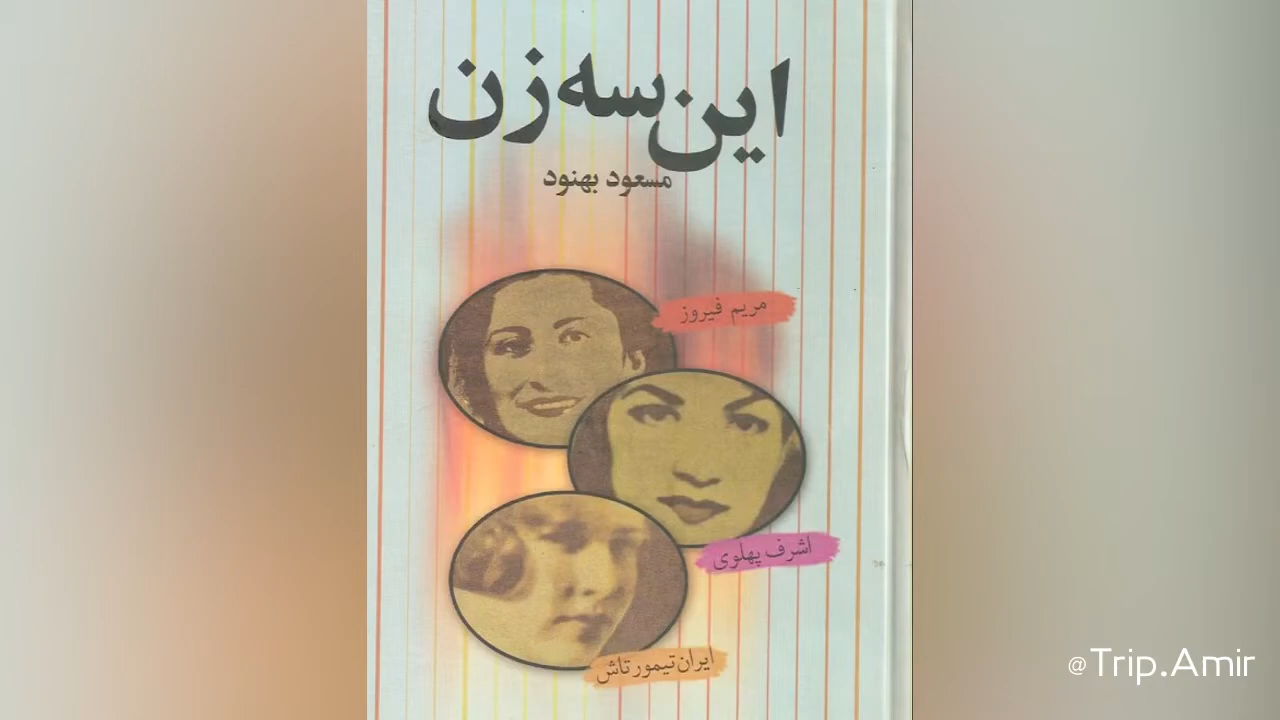 این سه زن
مسعود بهنود
مریم فیروز
اشرف پهلوی
ایران تیمورتاش
@Trip.Amir